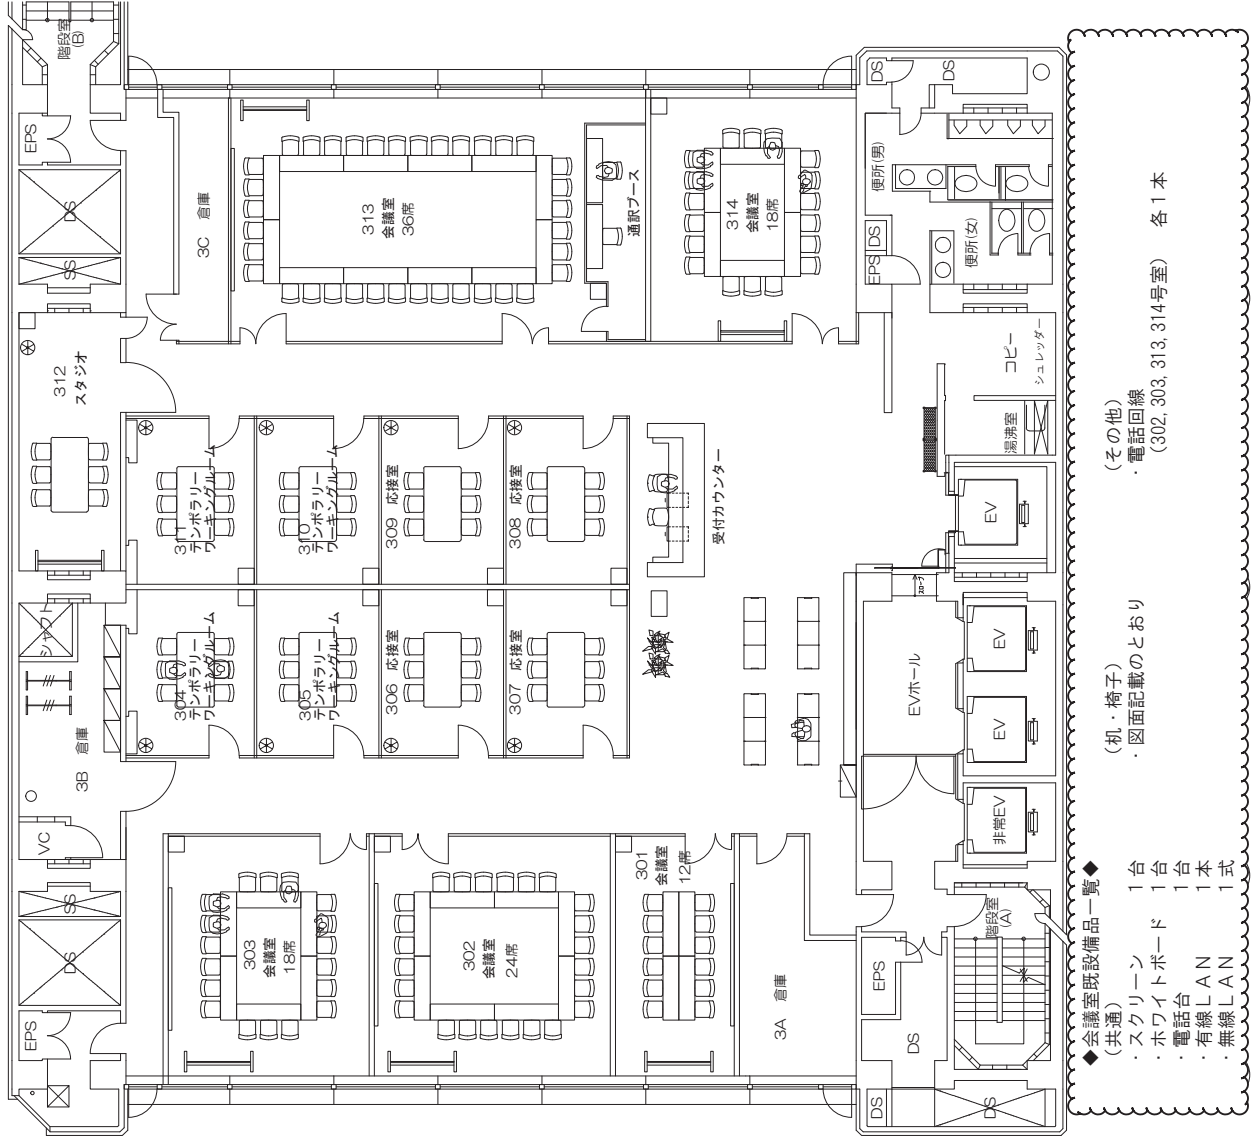 階段室
(B)
EPS
DS
SS
312
スタジオ
シャフト
3B 倉庫
VC
SS
DS
EPS
3C 倉庫
313
会議室
36席
通訳ブース
314
会議室
18席
311
テンポラリー
ワーキングルーム
310
テンポラリー
ワーキングルーム
309 応接室
308 応接室
304
テンポラリー
ワーキングルーム
305
テンポラリー
ワーキングルーム
306 応接室
307 応接室
受付カウンター
303
会議室
18席
302
会議室
24席
301
会議室
12席
3A 倉庫
DS
DS
便所(男)
EPS
DS
便所(女)
コピー
シュレッダー
湯沸室
EV
スロープ
EVホール
EV
EV
非常EV
階段室
(A)
EPS
DS
DS
DS
◆会議室既設備品一覧◆
(共通)
・スクリーン 1台
・ホワイトボード 1台
・電話台 1台
・有線LAN 1本
・無線LAN 1式
(机・椅子)
・図面記載のとおり
(その他)
・電話回線
(302, 303, 313, 314号室) 各1本